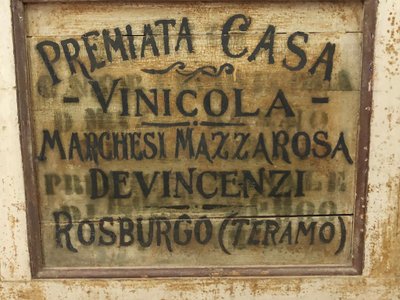 PREMIATA CASA
- VINICOLA -
MARCHESI MAZZAROSA
DEVINCENZI
ROSBURGO (TERAMO)